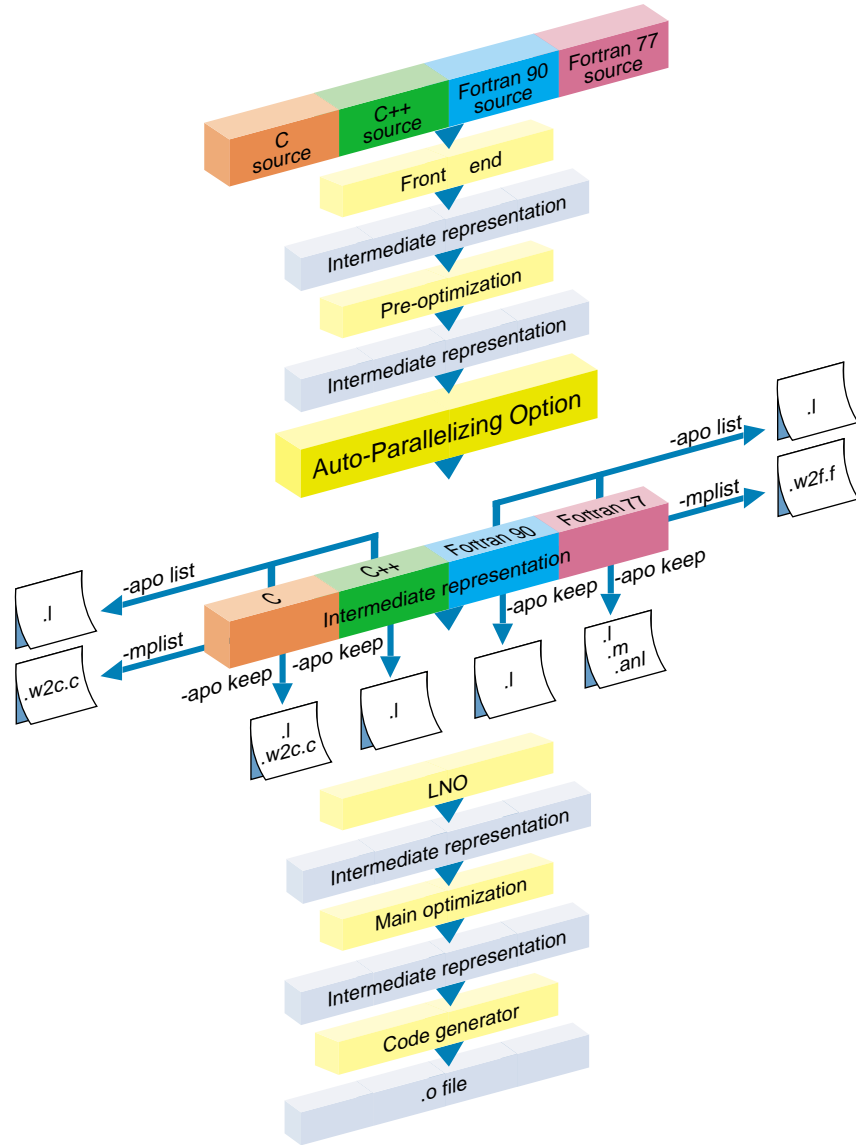 C
source
C++
source
Fortran 90
source
Fortran 77
source
Front end
Intermediate representation
Pre-optimization
Intermediate representation
Auto-Parallelizing Option
-apo list
.l
-mplist
.w2f.f
Fortran 77
Fortran 90
C++
C
Intermediate representation
-apo list
.l
-mplist
.w2c.c
-apo keep
.l
.w2c.c
-apo keep
.l
-apo keep
.l
-apo keep
.l
.m
.anl
LNO
Intermediate representation
Main optimization
Intermediate representation
Code generator
.o file